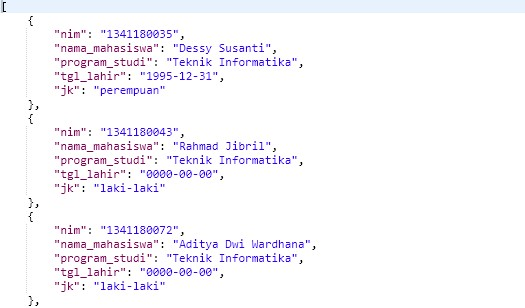 [
{
"nim": "1341180035",
"nama_mahasiswa": "Dessy Susanti",
"program_studi": "Teknik Informatika",
"tgl_lahir": "1995-12-31",
"jk": "perempuan"
},
{
"nim": "1341180043",
"nama_mahasiswa": "Rahmad Jibril",
"program_studi": "Teknik Informatika",
"tgl_lahir": "0000-00-00",
"jk": "laki-laki"
},
{
"nim": "1341180072",
"nama_mahasiswa": "Aditya Dwi Wardhana",
"program_studi": "Teknik Informatika",
"tgl_lahir": "0000-00-00",
"jk": "laki-laki"
},